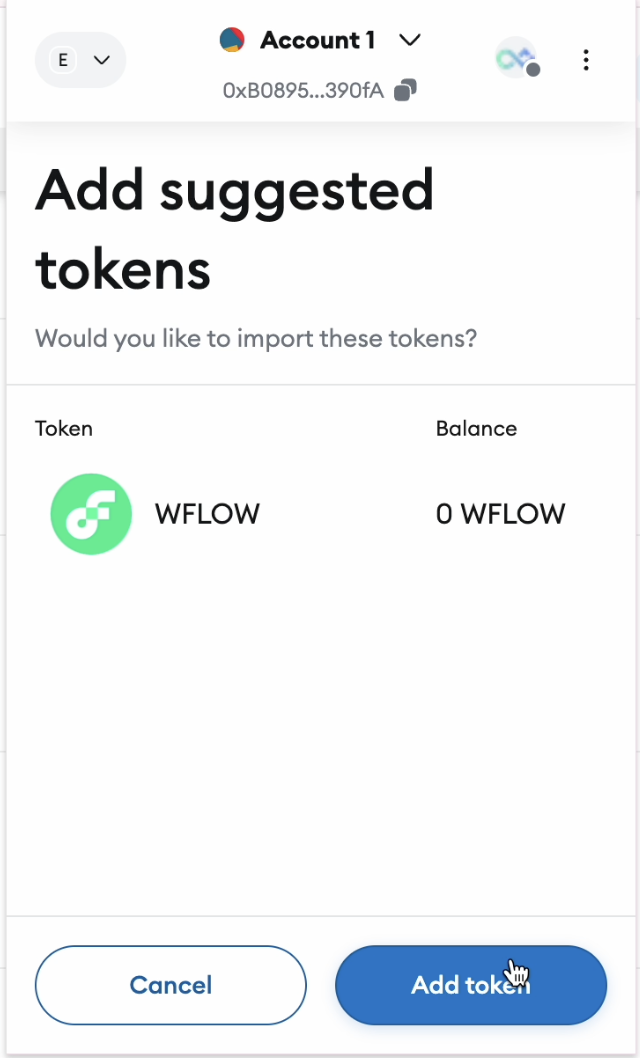 E
Account 1
0xB0895...390fA
Add suggested
tokens
Would you like to import these tokens?
Token
Balance
WFLOW
0 WFLOW
Cancel
Add token